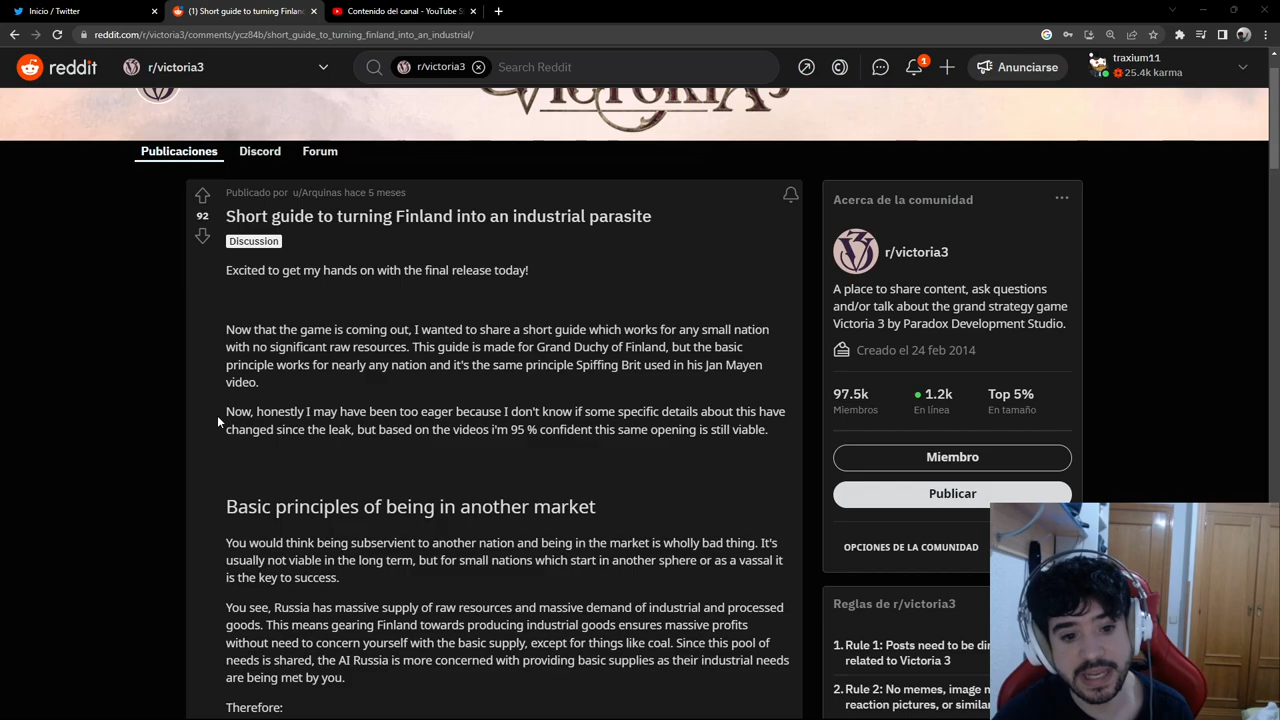 Inicio / Twitter
(1) Short guide to turning Finlan
Contenido del canal - YouTube S
reddit.com/r/victoria3/comments/ycz84b/short_guide_to_turning_finland_into_an_industrial/
reddit
r/victoria3
r/victoria3
Search Reddit
1
Anunciarse
traxium11
25.4k karma
VICTORIA 3
Publicaciones
Discord
Forum
92
Publicado por u/Arquinas hace 5 meses
Short guide to turning Finland into an industrial parasite
Discussion
Excited to get my hands on with the final release today!
Now that the game is coming out, I wanted to share a short guide which works for any small nation
with no significant raw resources. This guide is made for Grand Duchy of Finland, but the basic
principle works for nearly any nation and it's the same principle Spiffing Brit used in his Jan Mayen
video.
Now, honestly I may have been too eager because I don't know if some specific details about this have
changed since the leak, but based on the videos i'm 95 % confident this same opening is still viable.
Basic principles of being in another market
You would think being subservient to another nation and being in the market is wholly bad thing. It's
usually not viable in the long term, but for small nations which start in another sphere or as a vassal it
is the key to success.
You see, Russia has massive supply of raw resources and massive demand of industrial and processed
goods. This means gearing Finland towards producing industrial goods ensures massive profits
without need to concern yourself with the basic supply, except for things like coal. Since this pool of
needs is shared, the AI Russia is more concerned with providing basic supplies as their industrial needs
are being met by you.
Therefore:
Acerca de la comunidad
r/victoria3
A place to share content, ask questions
and/or talk about the grand strategy game
Victoria 3 by Paradox Development Studio.
Creado el 24 feb 2014
97.5k
1.2k
Top 5%
Miembros
En línea
En tamaño
Miembro
Publicar
OPCIONES DE LA COMUNIDAD
Reglas de r/victoria3
1. Rule 1: Posts need to be di
related to Victoria 3
2. Rule 2: No memes, image m
reaction pictures, or similar